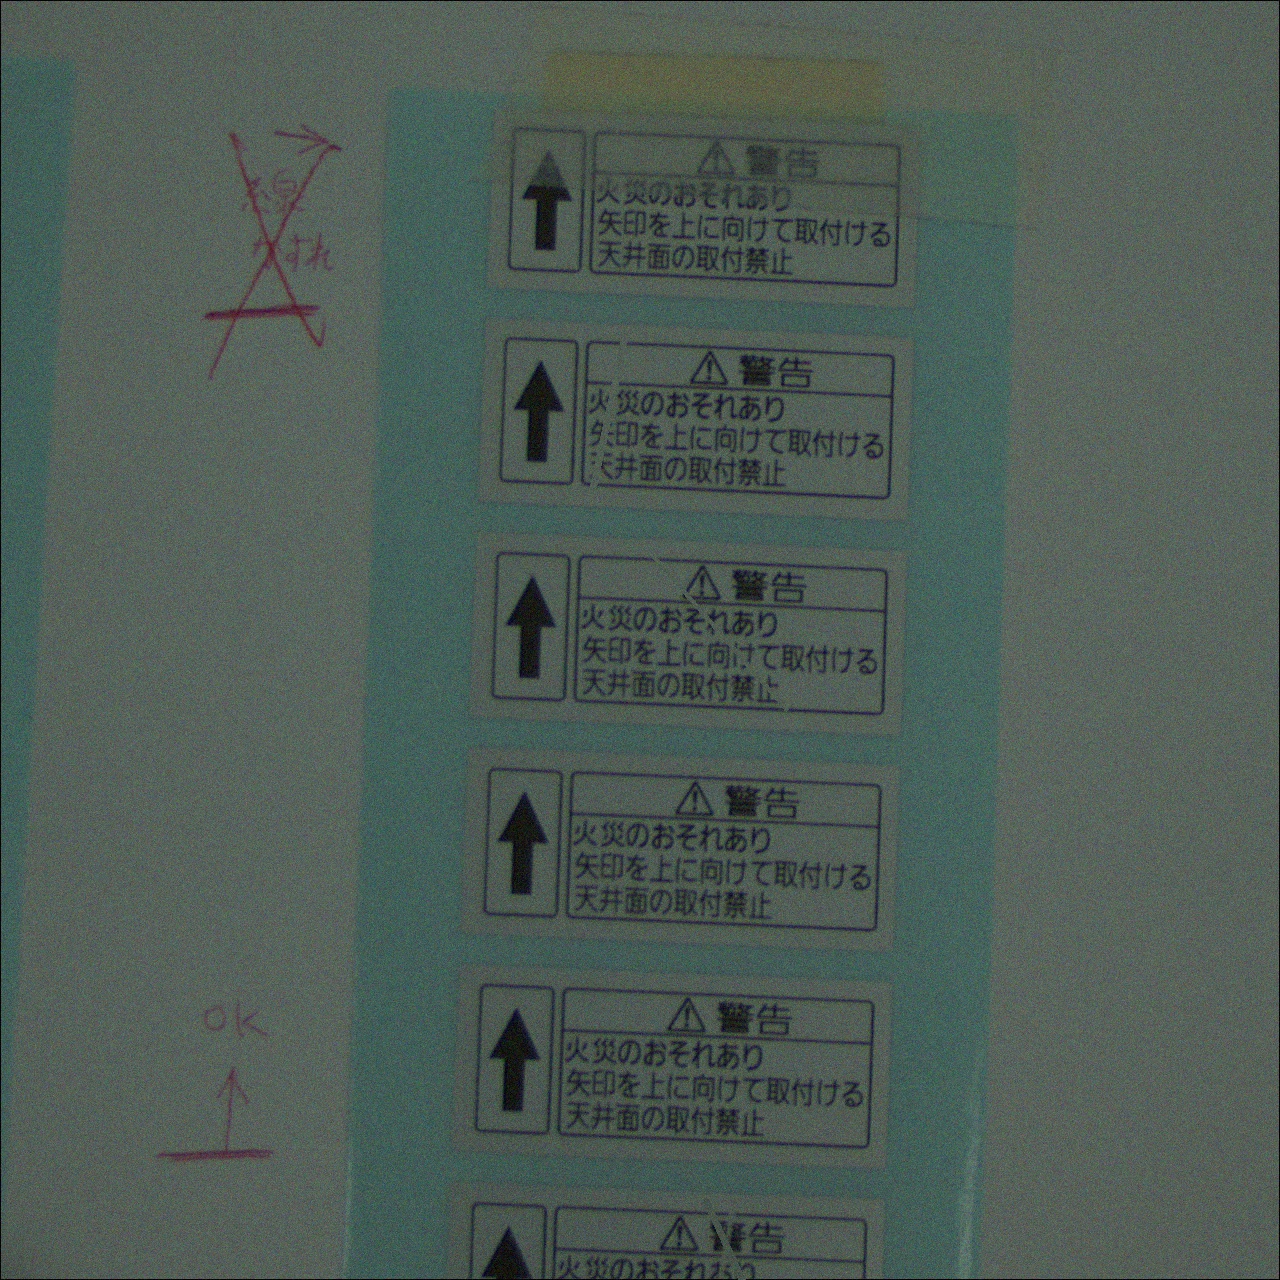 線
かすれ
⚠警告
火災のおそれあり
矢印を上に向けて取付ける
天井面の取付禁止
⚠警告
火災のおそれあり
矢印を上に向けて取付ける
天井面の取付禁止
⚠警告
火災のおそれあり
矢印を上に向けて取付ける
天井面の取付禁止
⚠警告
火災のおそれあり
矢印を上に向けて取付ける
天井面の取付禁止
OK
⚠警告
火災のおそれあり
矢印を上に向けて取付ける
天井面の取付禁止
⚠警告
火災のおそれあり